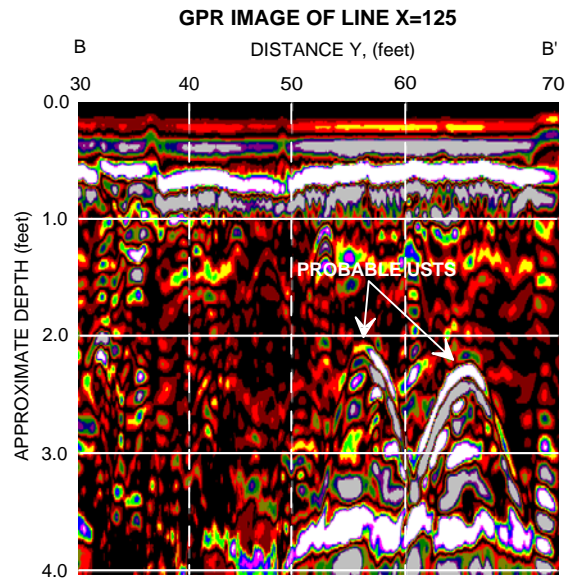 GPR IMAGE OF LINE X=125
B DISTANCE Y, (feet) B'
30 40 50 60 70
0.0
1.0
PROBABLE USTS
2.0
3.0
4.0
APPROXIMATE DEPTH (feet)